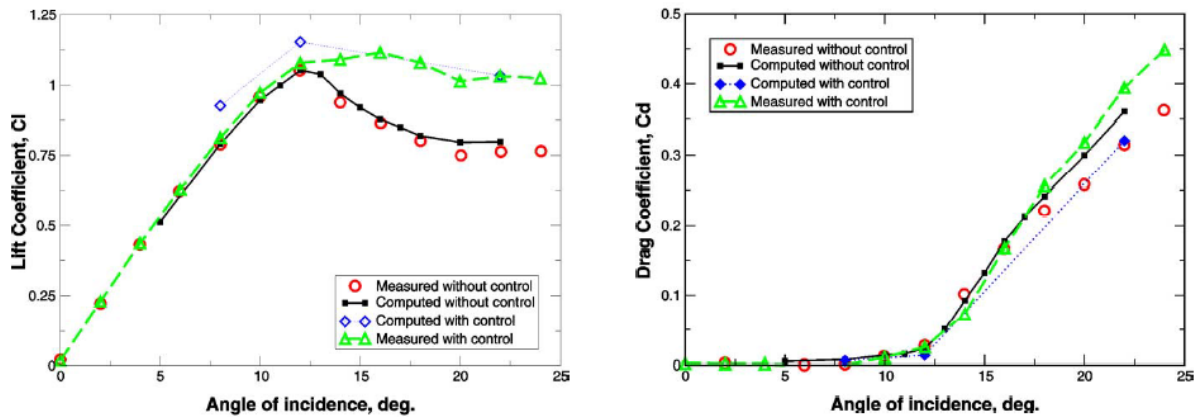 1.25
1
0.75
0.5
0.25
0
Lift Coefficient, Cl
Measured without control
Computed without control
Computed with control
Measured with control
0 5 10 15 20 25
Angle of incidence, deg.
0.5
0.4
0.3
0.2
0.1
0
Drag Coefficient, Cd
Measured without control
Computed without control
Computed with control
Measured with control
0 5 10 15 20 25
Angle of incidence, deg.